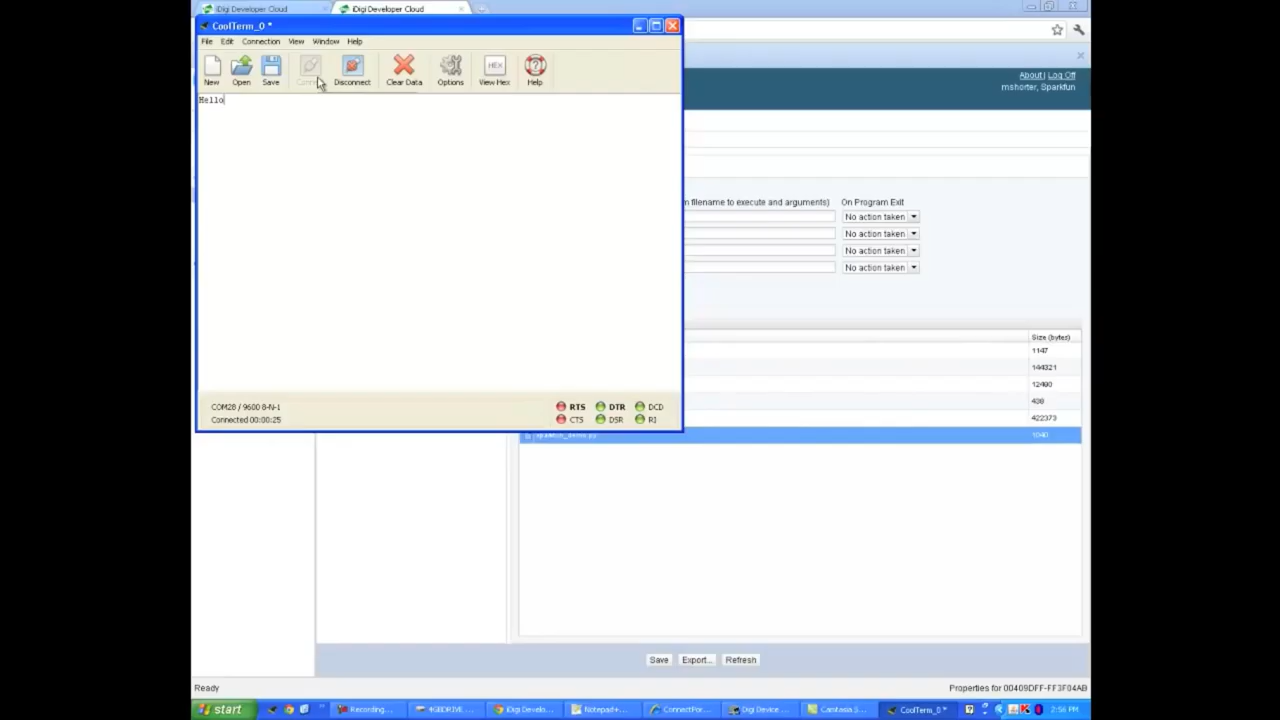 iDigi Developer Cloud
iDigi Developer Cloud
CoolTerm_0 *
File Edit Connection View Window Help
New Open Save Disconnect Clear Data Options View Hex Help
HEX
Hello
About | Log Off
mshorter, Sparkfun
m filename to execute and arguments) On Program Exit
No action taken
No action taken
No action taken
No action taken
Size (bytes)
1147
144321
12490
438
422373
1040
COM28 / 9600 8-N-1
Connected 00:00:25
RTS DTR DCD
CTS DSR RI
Save Export... Refresh
Ready
Properties for 00409DFF-FF3F04AB
start
Recording...
4GBDRIVE...
iDigi Develo...
Notepad+...
ConnectPor...
Digi Device ...
Camtasia S...
CoolTerm_0 *
2:56 PM